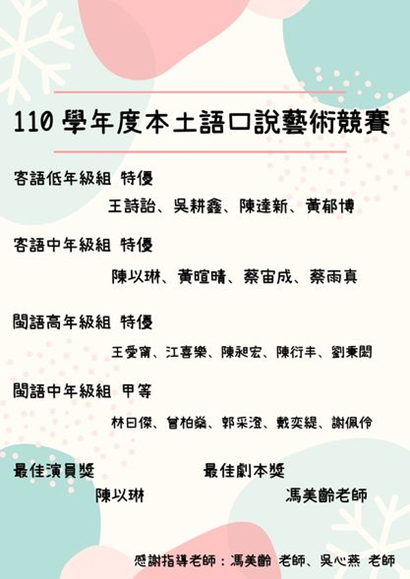 110 學年度本土語口說藝術競賽
客語低年級組 特優
王詩詒、吳耕鑫、陳達新、黃郁博
客語中年級組 特優
陳以琳、黃暄晴、蔡宙成、蔡雨真
閩語高年級組 特優
王愛甯、江喜樂、陳昶宏、陳衍丰、劉秉閎
閩語中年級組 甲等
林日傑、曾柏燊、郭采澄、戴奕緹、謝佩伶
最佳演員獎 最佳劇本獎
陳以琳 馮美齡老師
感謝指導老師：馮美齡 老師、吳心燕 老師